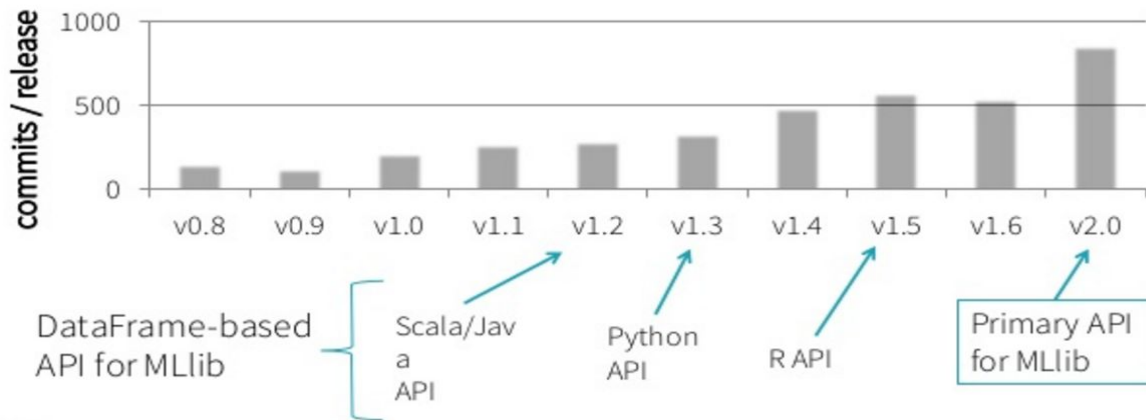 commits / release
1000
500
0
v0.8 v0.9 v1.0 v1.1 v1.2 v1.3 v1.4 v1.5 v1.6 v2.0
DataFrame-based
API for MLlib
Scala/Jav
a
API
Python
API
R API
Primary API
for MLlib